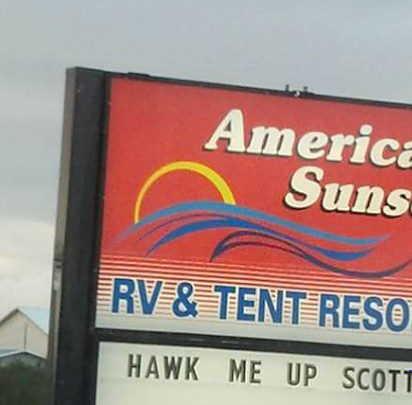 America
Suns
RV & TENT RESO
HAWK ME UP SCOTT